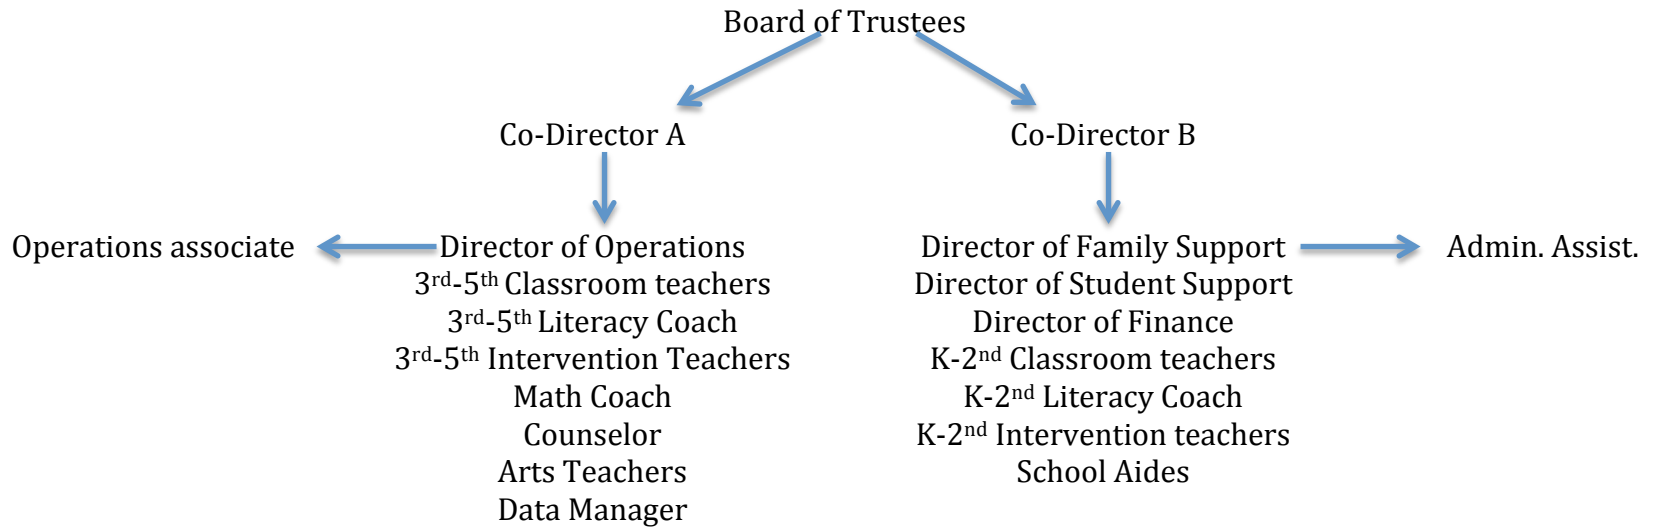 Board of Trustees
Co-Director A
Co-Director B
Operations associate
Director of Operations
3rd-5th Classroom teachers
3rd-5th Literacy Coach
3rd-5th Intervention Teachers
Math Coach
Counselor
Arts Teachers
Data Manager
Director of Family Support
Director of Student Support
Director of Finance
K-2nd Classroom teachers
K-2nd Literacy Coach
K-2nd Intervention teachers
School Aides
Admin. Assist.